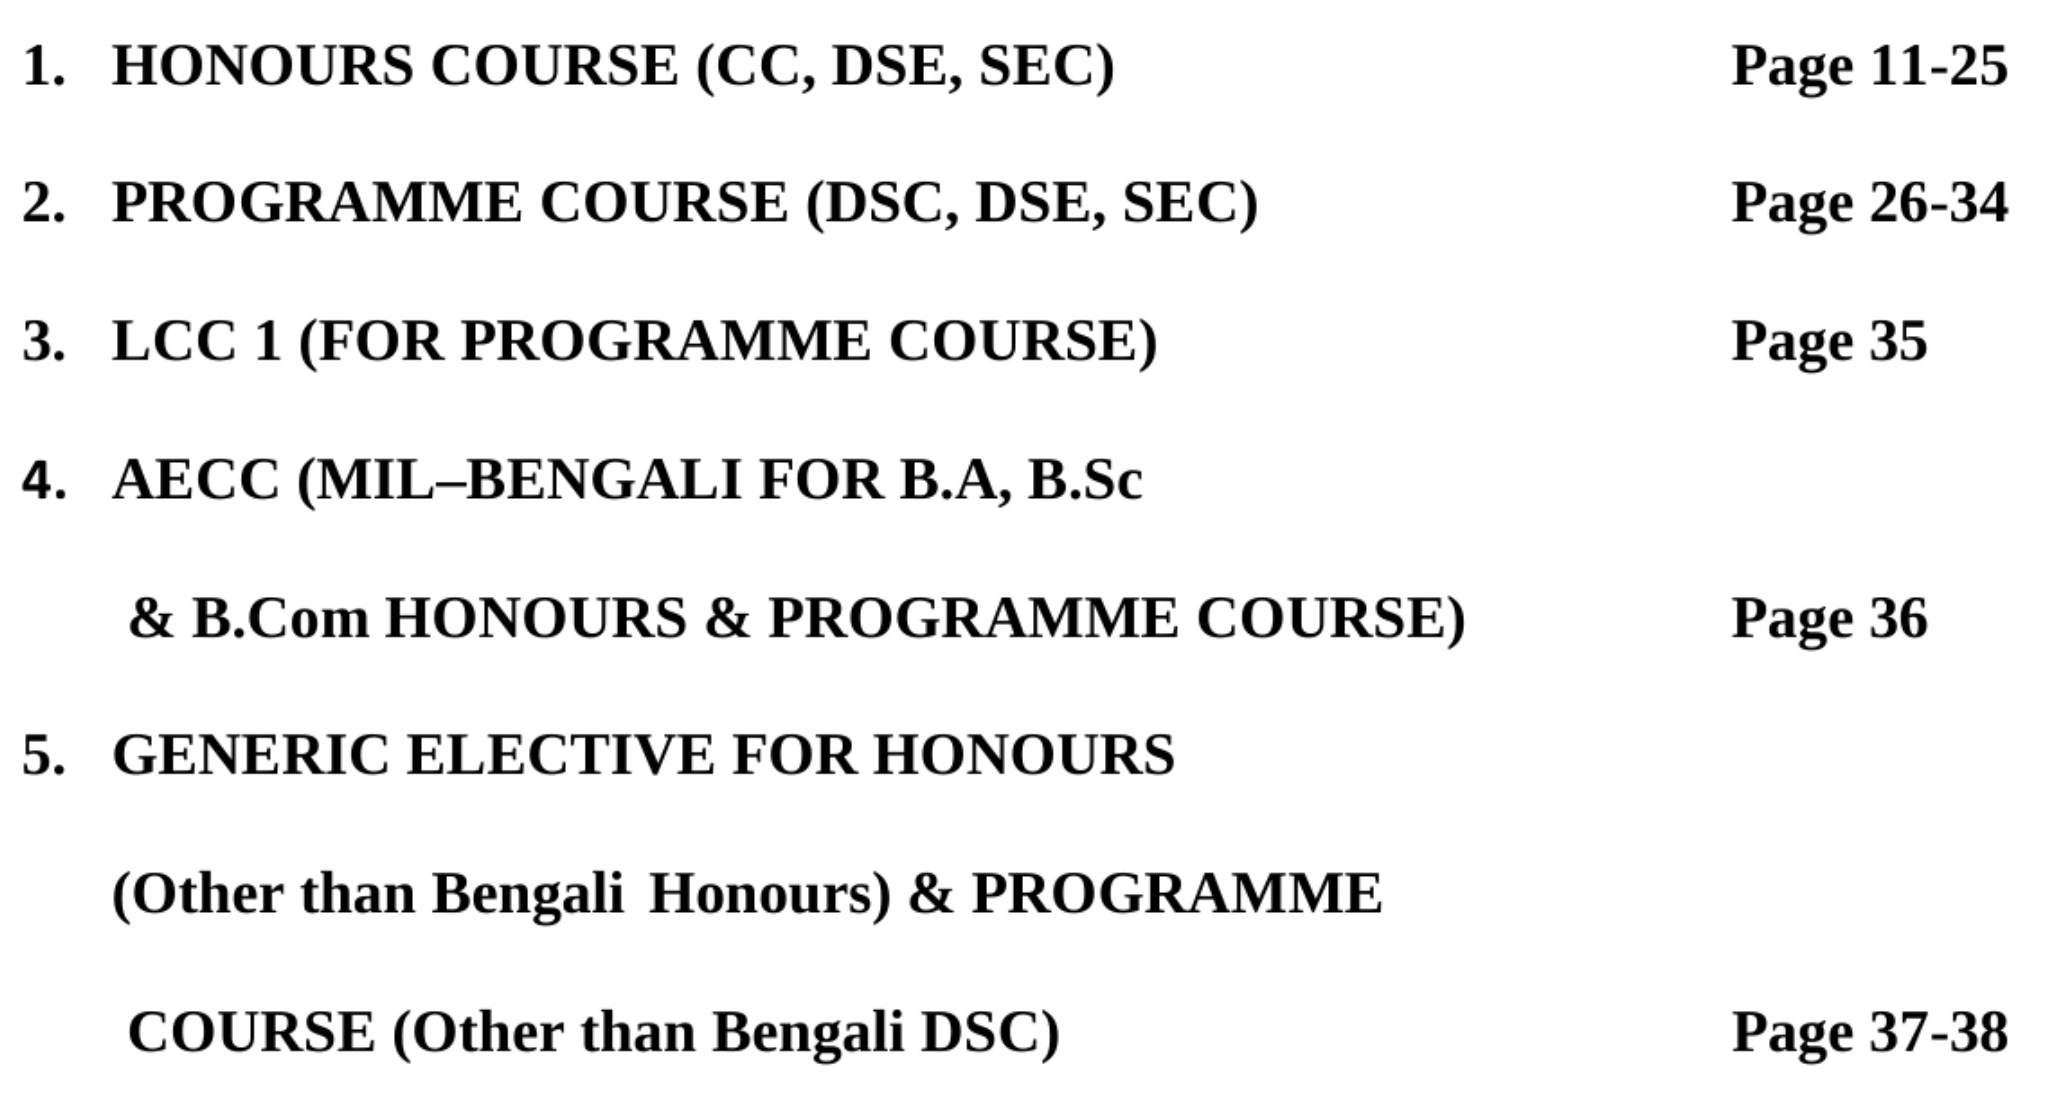 1. HONOURS COURSE (CC, DSE, SEC) Page 11-25
2. PROGRAMME COURSE (DSC, DSE, SEC) Page 26-34
3. LCC 1 (FOR PROGRAMME COURSE) Page 35
4. AECC (MIL–BENGALI FOR B.A, B.Sc
& B.Com HONOURS & PROGRAMME COURSE) Page 36
5. GENERIC ELECTIVE FOR HONOURS
(Other than Bengali Honours) & PROGRAMME
COURSE (Other than Bengali DSC) Page 37-38